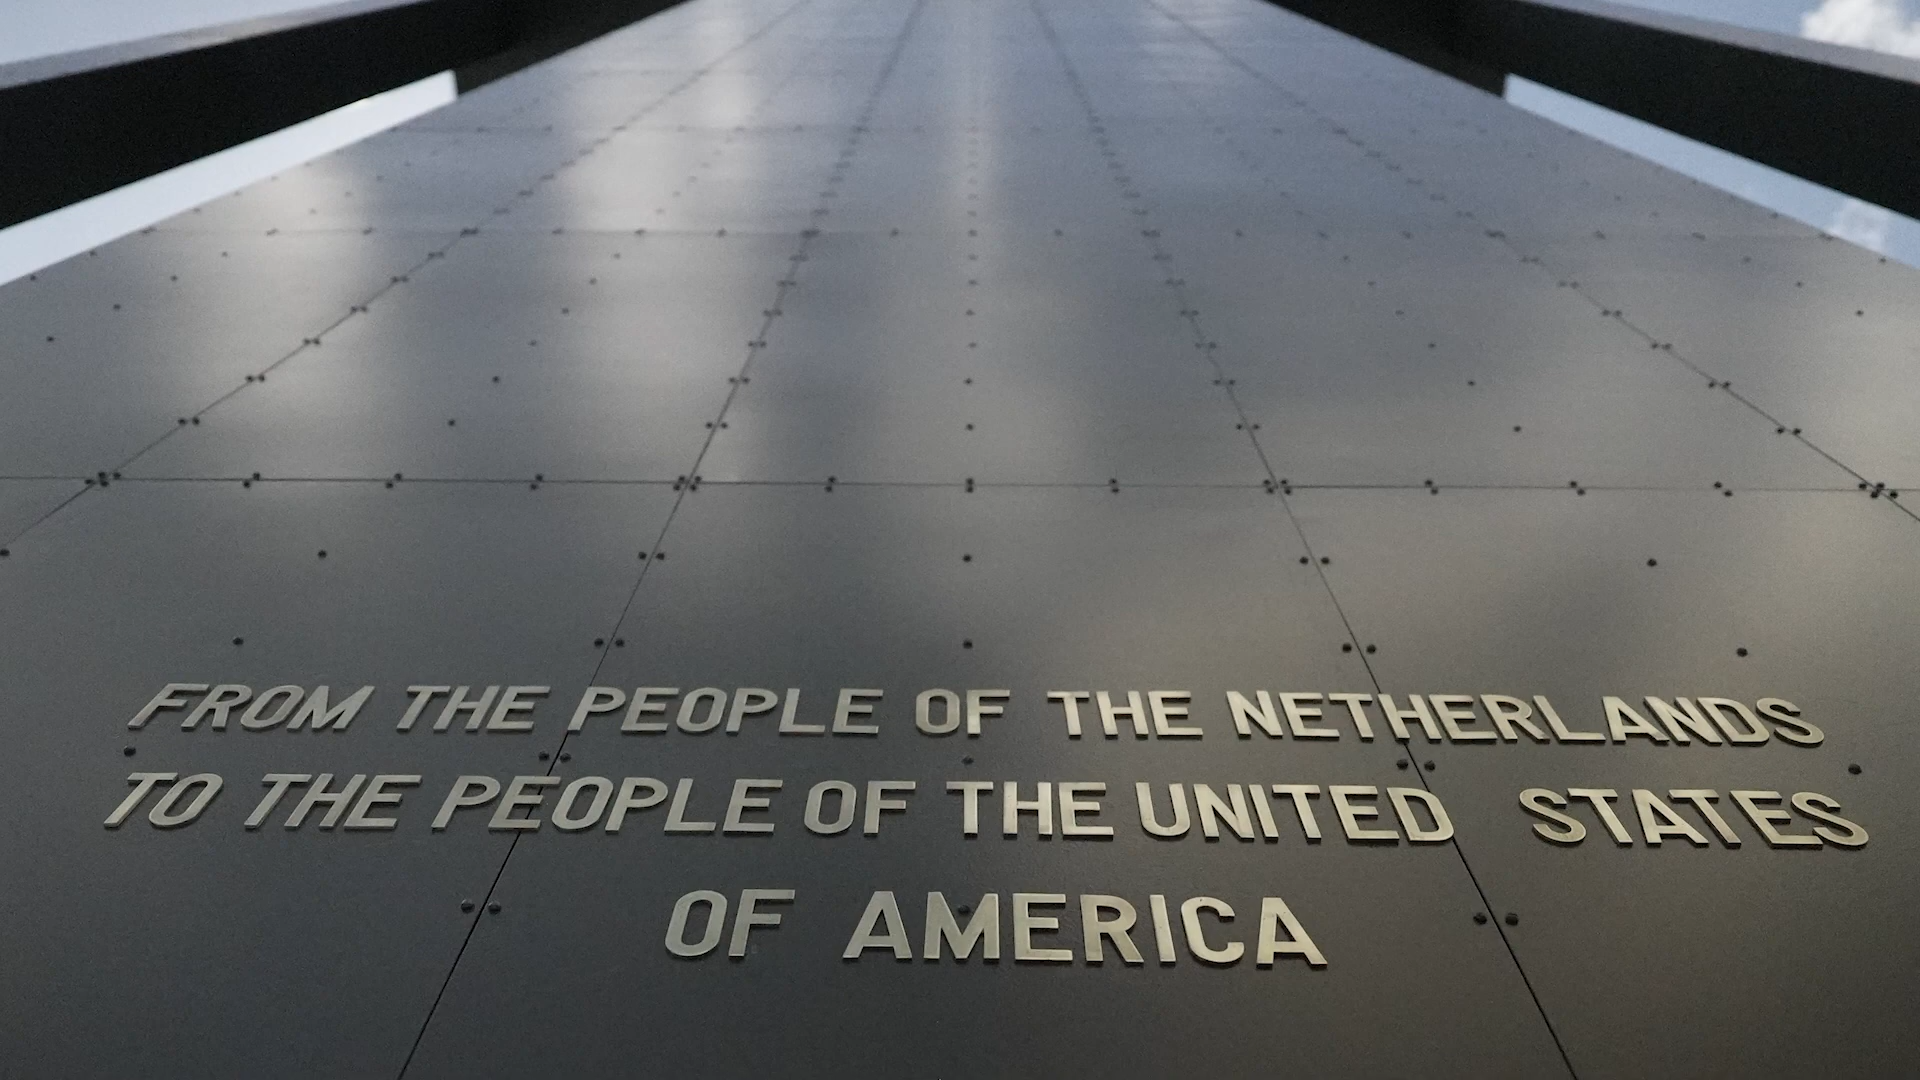 FROM THE PEOPLE OF THE NETHERLANDS
TO THE PEOPLE OF THE UNITED STATES
OF AMERICA